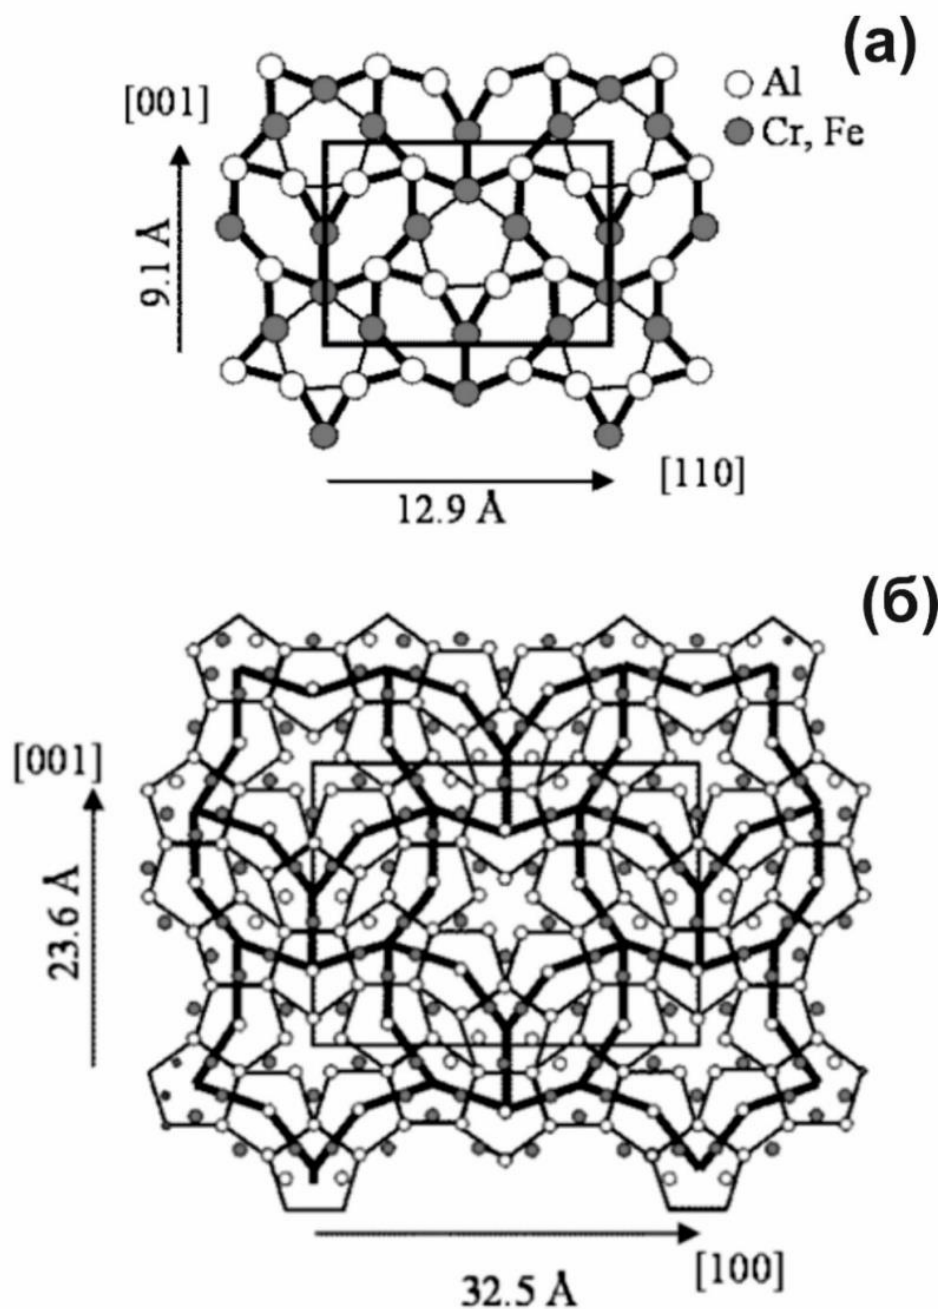 (а)
[001]
Al
Cr, Fe
9.1 Å
12.9 Å
[110]
(б)
[001]
23.6 Å
32.5 Å
[100]